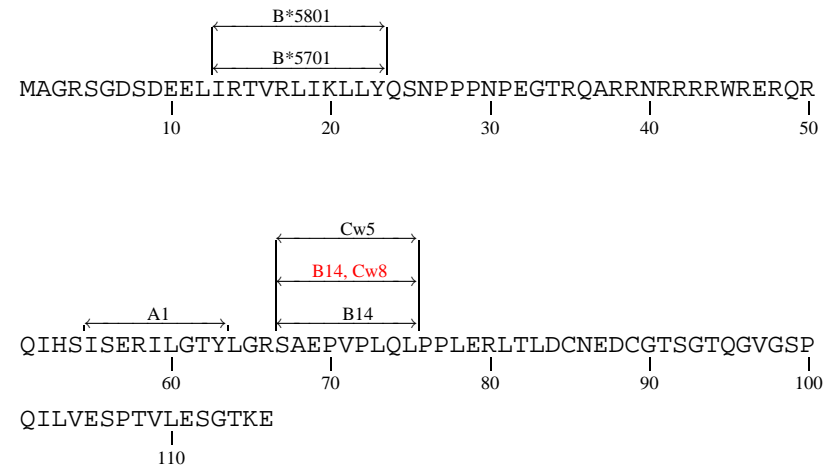 B*5801
B*5701
MAGRSGDSDEELIRTVRLIKLLYQSNPPPNPEGTRQARRNRRRRWRERQR
10 20 30 40 50
Cw5
B14, Cw8
A1 B14
QIHSISERILGTYLGRSAEPVPLQLPPLERLTLDCNEDCGTSGTQGVGSP
60 70 80 90 100
QILVESPTVLESGTKE
110